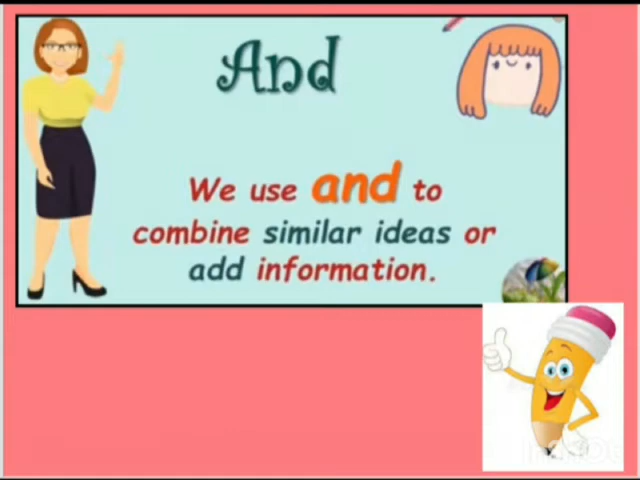 And
We use and to
combine similar ideas or
add information.